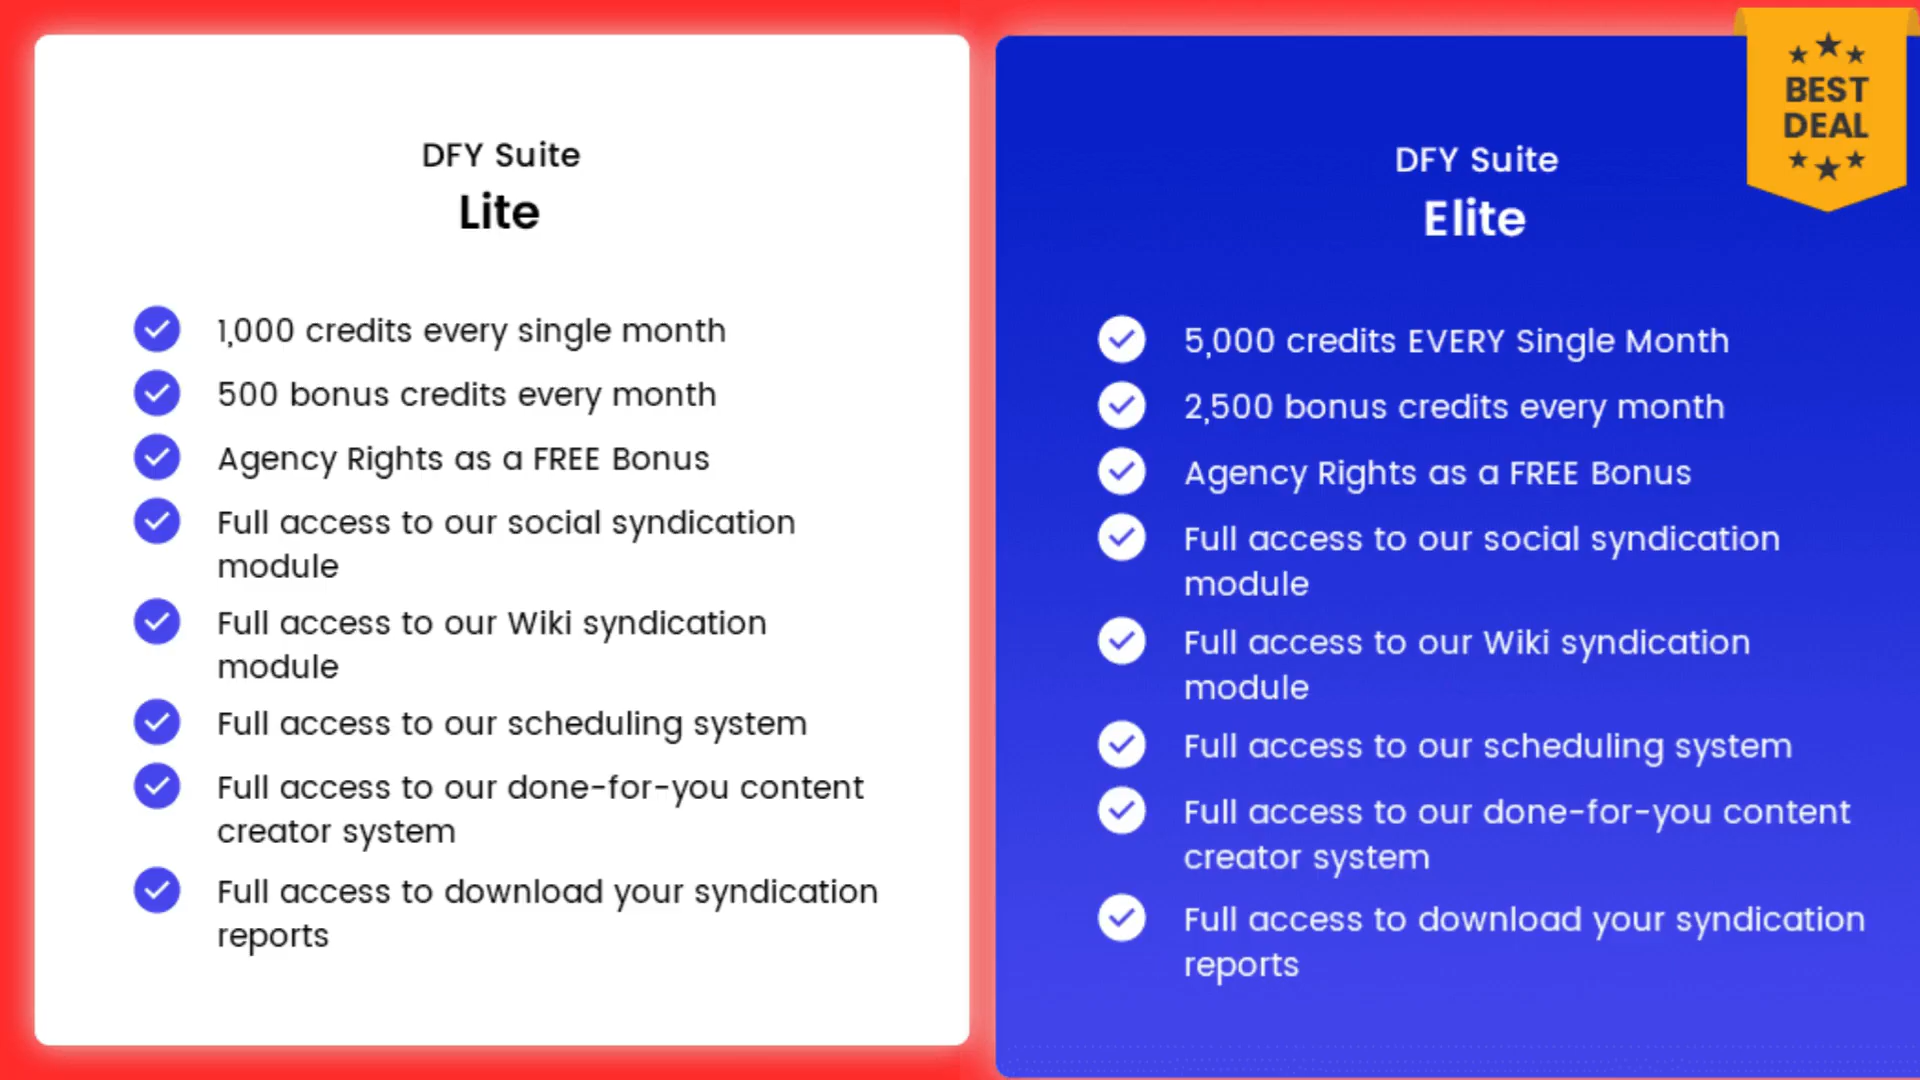 DFY Suite
Lite
1,000 credits every single month
500 bonus credits every month
Agency Rights as a FREE Bonus
Full access to our social syndication
module
Full access to our Wiki syndication
module
Full access to our scheduling system
Full access to our done-for-you content
creator system
Full access to download your syndication
reports
BEST
DEAL
DFY Suite
Elite
5,000 credits EVERY Single Month
2,500 bonus credits every month
Agency Rights as a FREE Bonus
Full access to our social syndication
module
Full access to our Wiki syndication
module
Full access to our scheduling system
Full access to our done-for-you content
creator system
Full access to download your syndication
reports